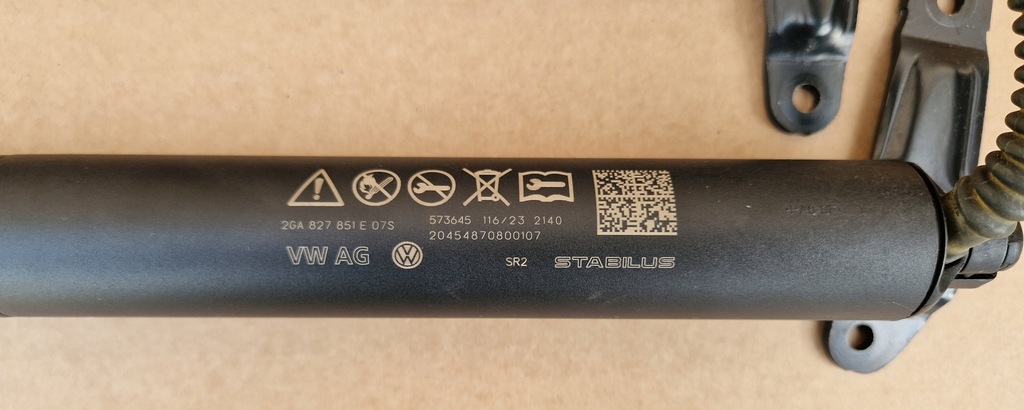 2GA 827 851 E 07S
573645 116/23 2140
20454870800107
VW AG
SR2
STABILUS